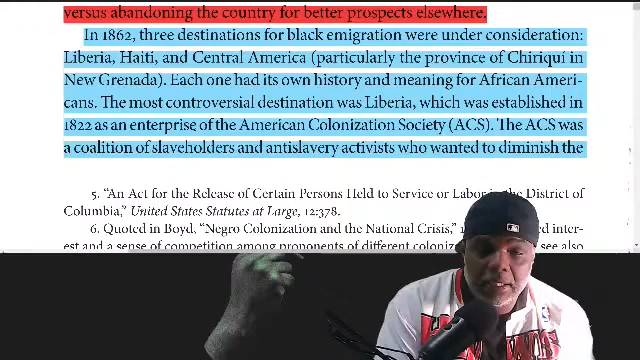 versus abandoning the country for better prospects elsewhere.
In 1862, three destinations for black emigration were under consideration:
Liberia, Haiti, and Central America (particularly the province of Chiriquí in
New Grenada). Each one had its own history and meaning for African Ameri-
cans. The most controversial destination was Liberia, which was established in
1822 as an enterprise of the American Colonization Society (ACS). The ACS was
a coalition of slaveholders and antislavery activists who wanted to diminish the
5. “An Act for the Release of Certain Persons Held to Service or Labor in the District of
Columbia,” United States Statutes at Large, 12:378.
6. Quoted in Boyd, “Negro Colonization and the National Crisis,”
est and a sense of competition among proponents of different see also